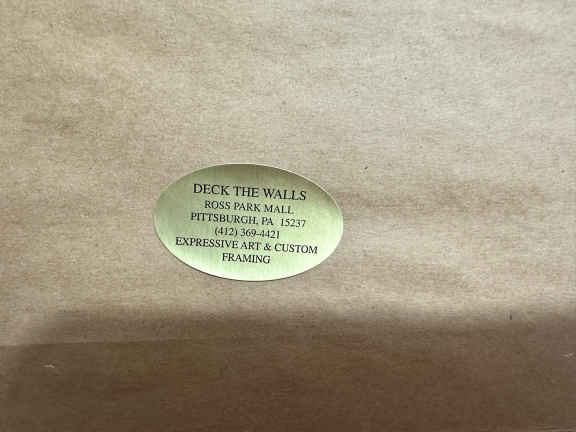 DECK THE WALLS
ROSS PARK MALL
PITTSBURGH, PA 15237
(412) 369-4421
EXPRESSIVE ART & CUSTOM
FRAMING